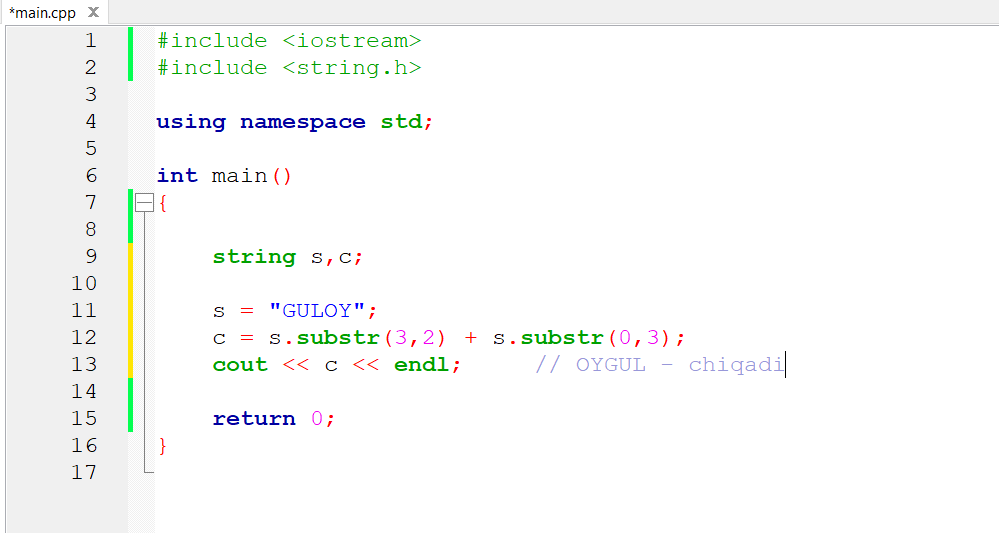 *main.cpp X
1 #include <iostream>
2 #include <string.h>
3
4 using namespace std;
5
6 int main()
7 {
8
9 string s,c;
10
11 s = "GULOY";
12 c = s.substr(3,2) + s.substr(0,3);
13 cout << c << endl; // OYGUL - chiqadi
14
15 return 0;
16 }
17